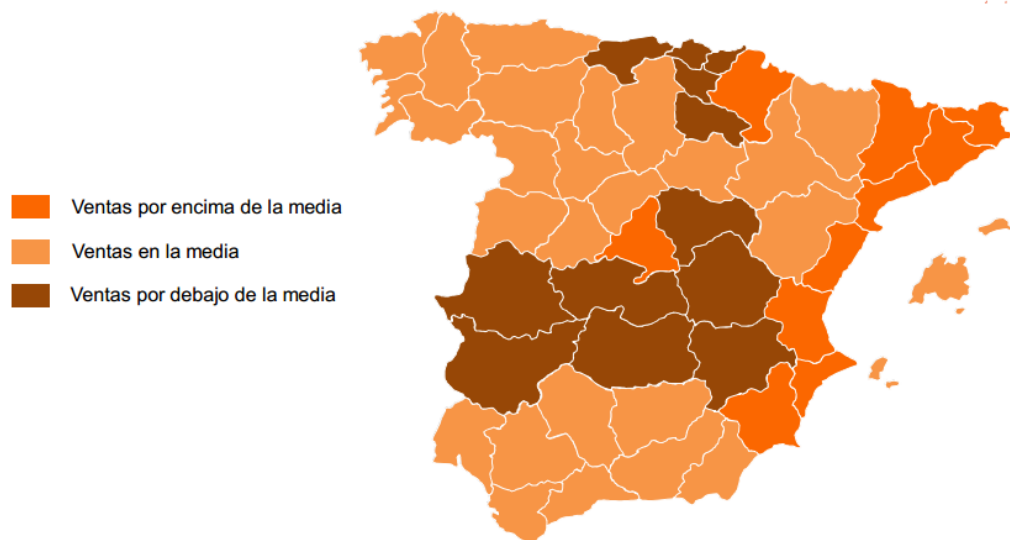 Ventas por encima de la media
Ventas en la media
Ventas por debajo de la media